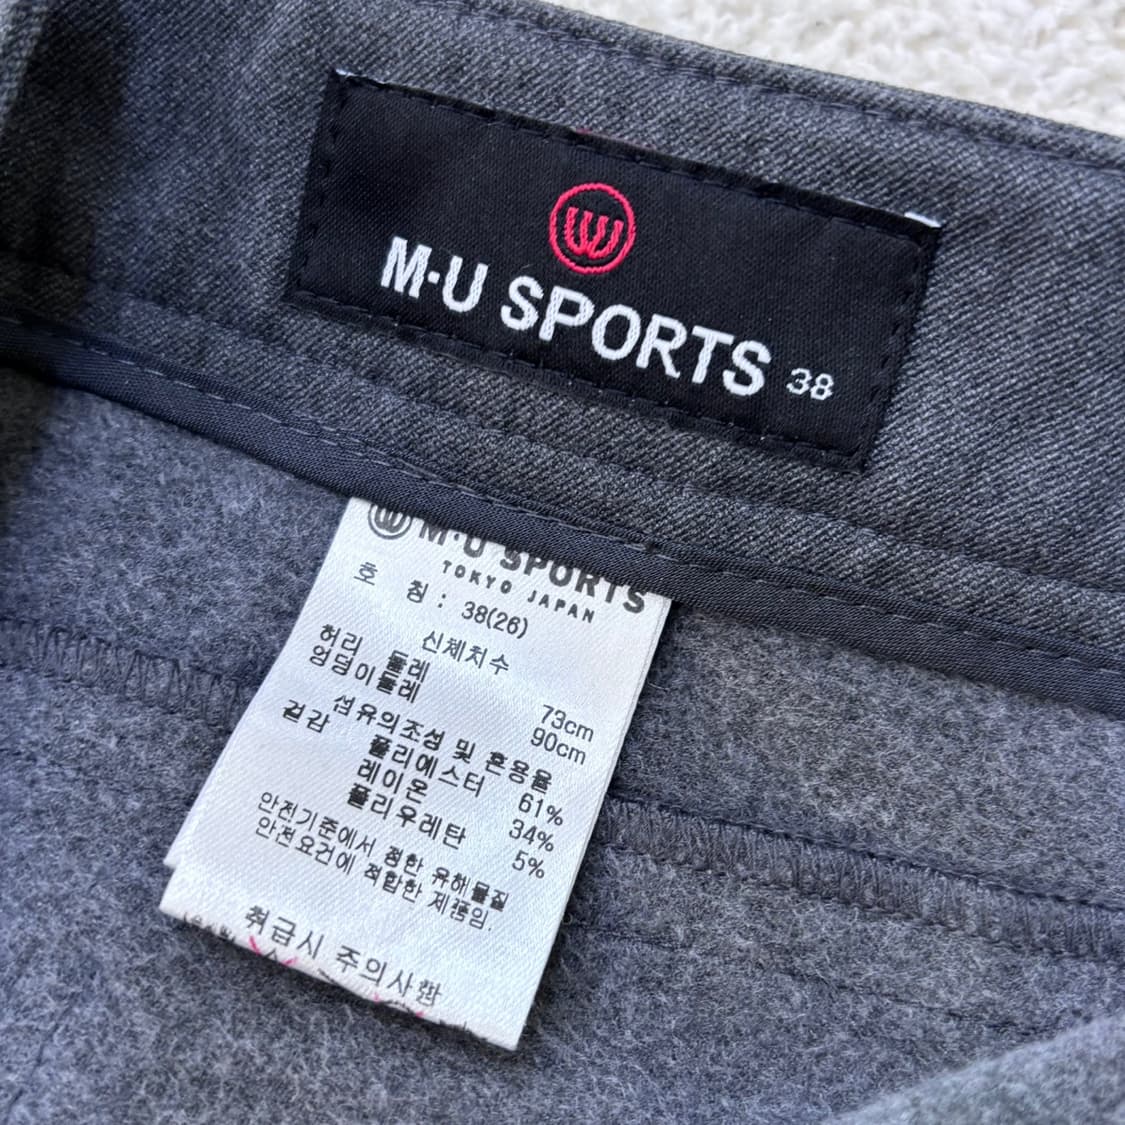 M·U SPORTS 38
M·U SPORTS
TOKYO JAPAN
호 칭 : 38(26)
신체치수
허리 둘레 73cm
엉덩이둘레 90cm
섬유의조성 및 혼용율
겉감 폴리에스터 61%
레이온 34%
폴리우레탄 5%
안전기준에서 정한 유해물질
안전요건에 적합한 제품임.
취급시 주의사항